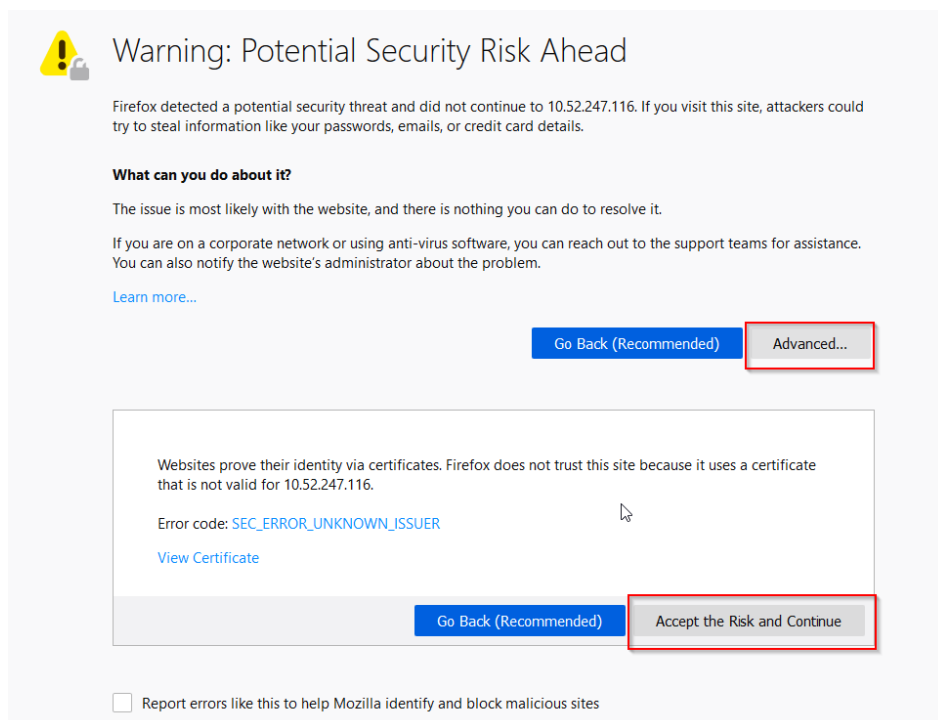 Warning: Potential Security Risk Ahead
Firefox detected a potential security threat and did not continue to 10.52.247.116. If you visit this site, attackers could
try to steal information like your passwords, emails, or credit card details.
What can you do about it?
The issue is most likely with the website, and there is nothing you can do to resolve it.
If you are on a corporate network or using anti-virus software, you can reach out to the support teams for assistance.
You can also notify the website’s administrator about the problem.
Learn more...
Go Back (Recommended) Advanced...
Websites prove their identity via certificates. Firefox does not trust this site because it uses a certificate
that is not valid for 10.52.247.116.
Error code: SEC_ERROR_UNKNOWN_ISSUER
View Certificate
Go Back (Recommended) Accept the Risk and Continue
Report errors like this to help Mozilla identify and block malicious sites